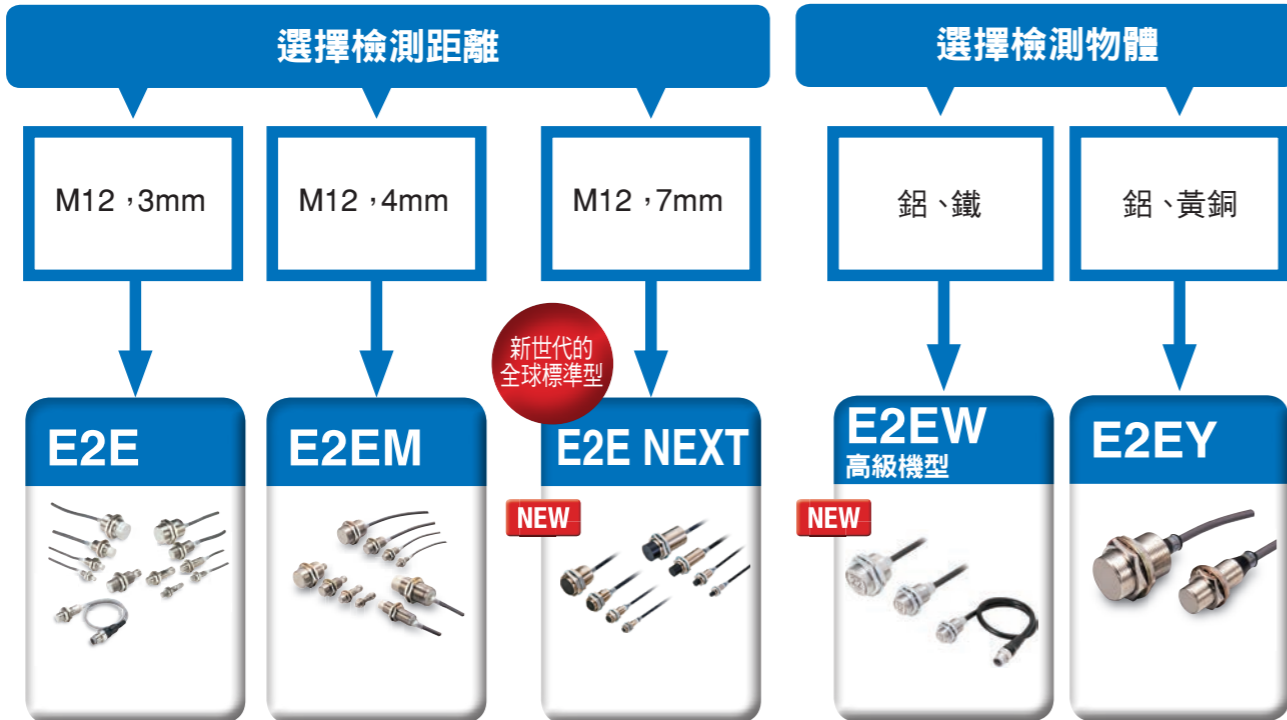 選擇檢測距離
選擇檢測物體
M12，3mm
M12，4mm
M12，7mm
鋁、鐵
鋁、黃銅
新世代的
全球標準型
E2E
E2EM
E2E NEXT
E2EW
高級機型
E2EY
NEW
NEW